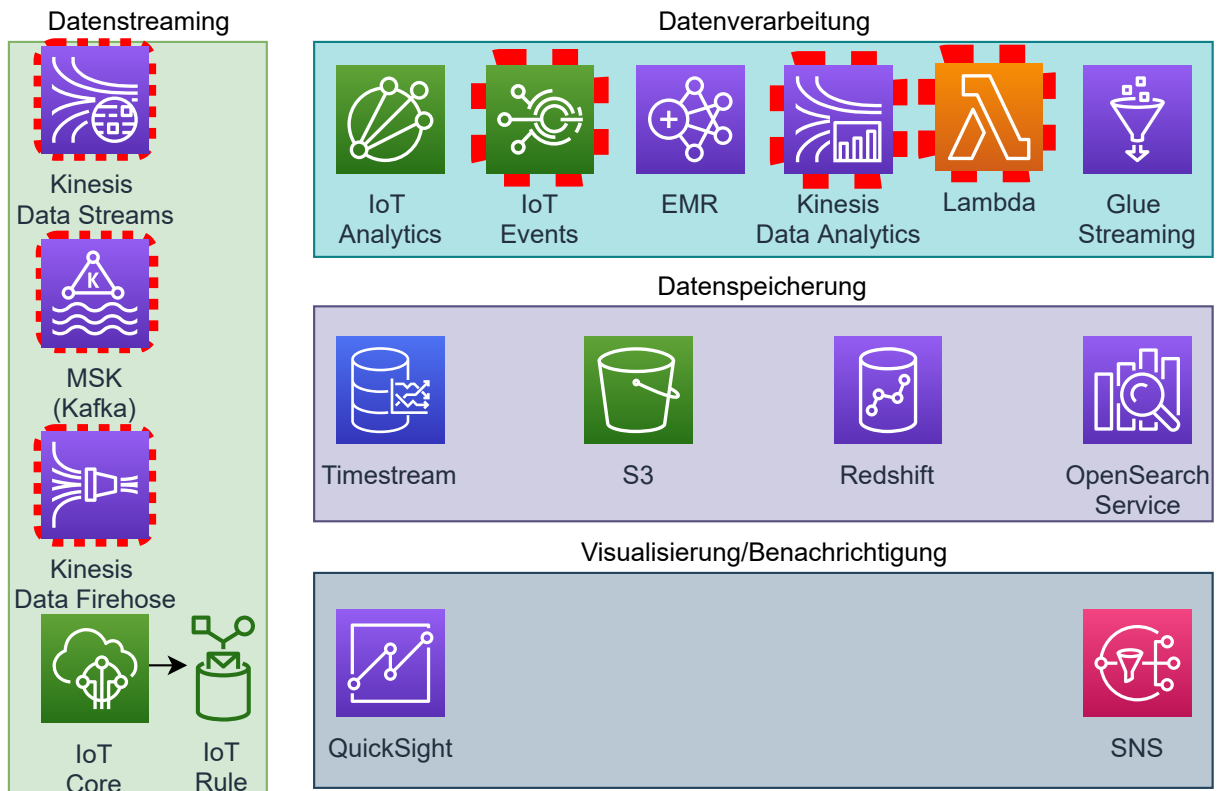 Datenstreaming
Kinesis
Data Streams
MSK
(Kafka)
Kinesis
Data Firehose
IoT
Core
IoT
Rule
Datenverarbeitung
IoT
Analytics
IoT
Events
EMR
Kinesis
Data Analytics
Lambda
Glue
Streaming
Datenspeicherung
Timestream
S3
Redshift
OpenSearch
Service
Visualisierung/Benachrichtigung
QuickSight
SNS
K